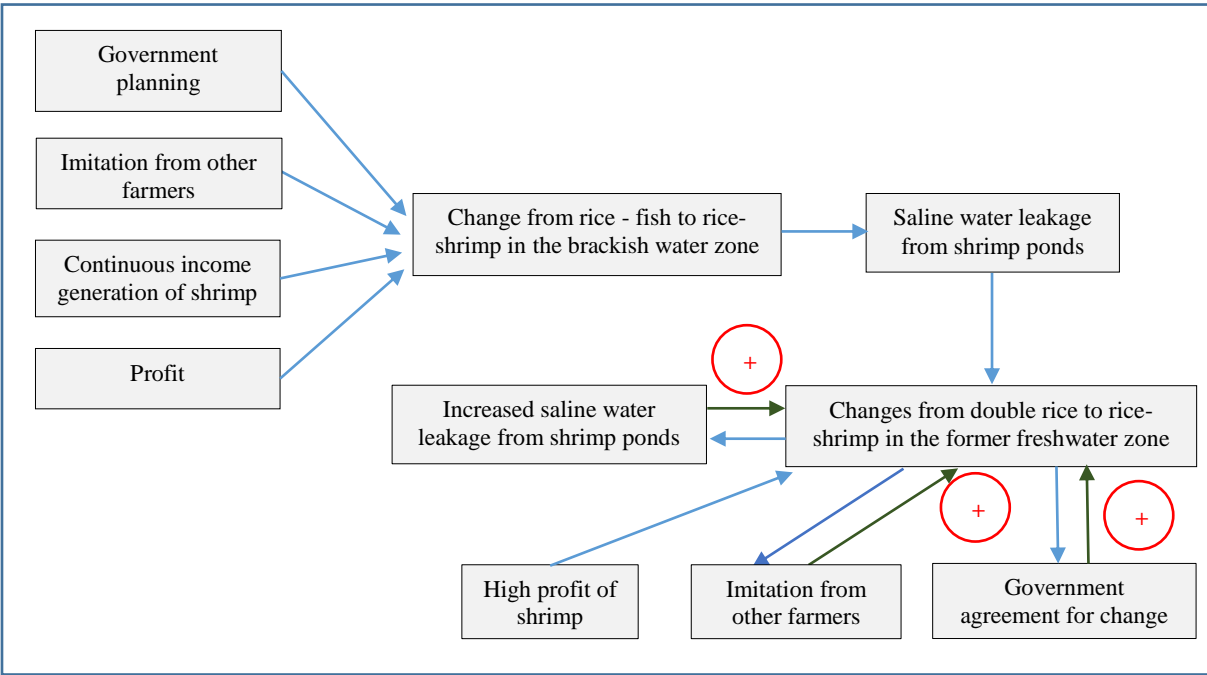 Government
planning
Imitation from other
farmers
Continuous income
generation of shrimp
Profit
Change from rice - fish to rice-
shrimp in the brackish water zone
Saline water leakage
from shrimp ponds
+
Increased saline water
leakage from shrimp ponds
Changes from double rice to rice-
shrimp in the former freshwater zone
+
+
High profit of
shrimp
Imitation from
other farmers
Government
agreement for change